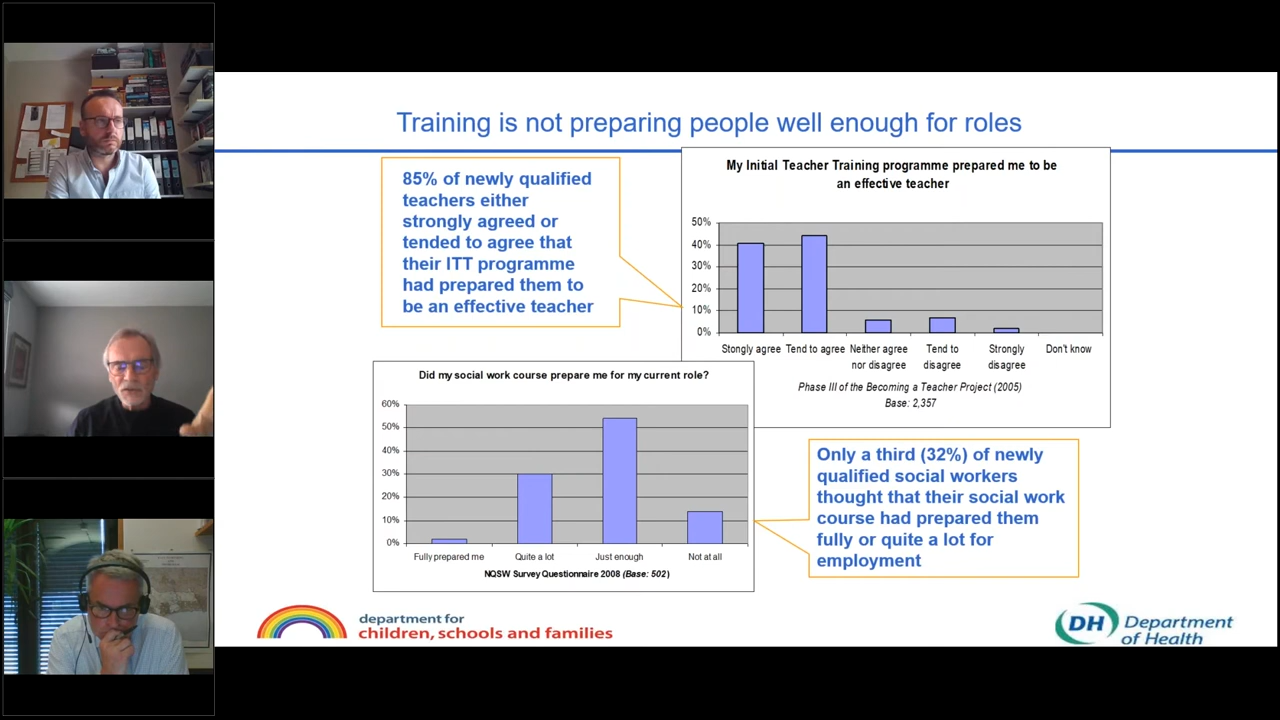 Training is not preparing people well enough for roles
85% of newly qualified
teachers either
strongly agreed or
tended to agree that
their ITT programme
had prepared them to
be an effective teacher
My Initial Teacher Training programme prepared me to be
an effective teacher
50%
40%
30%
20%
10%
0%
Stongly agree Tend to agree Neither agree nor disagree Tend to disagree Strongly disagree Don't know
Phase III of the Becoming a Teacher Project (2005)
Base: 2,357
Did my social work course prepare me for my current role?
60%
50%
40%
30%
20%
10%
0%
Fully prepared me Quite a lot Just enough Not at all
NQSW Survey Questionnaire 2008 (Base: 502)
Only a third (32%) of newly
qualified social workers
thought that their social work
course had prepared them
fully or quite a lot for
employment
department for
children, schools and families
DH Department
of Health